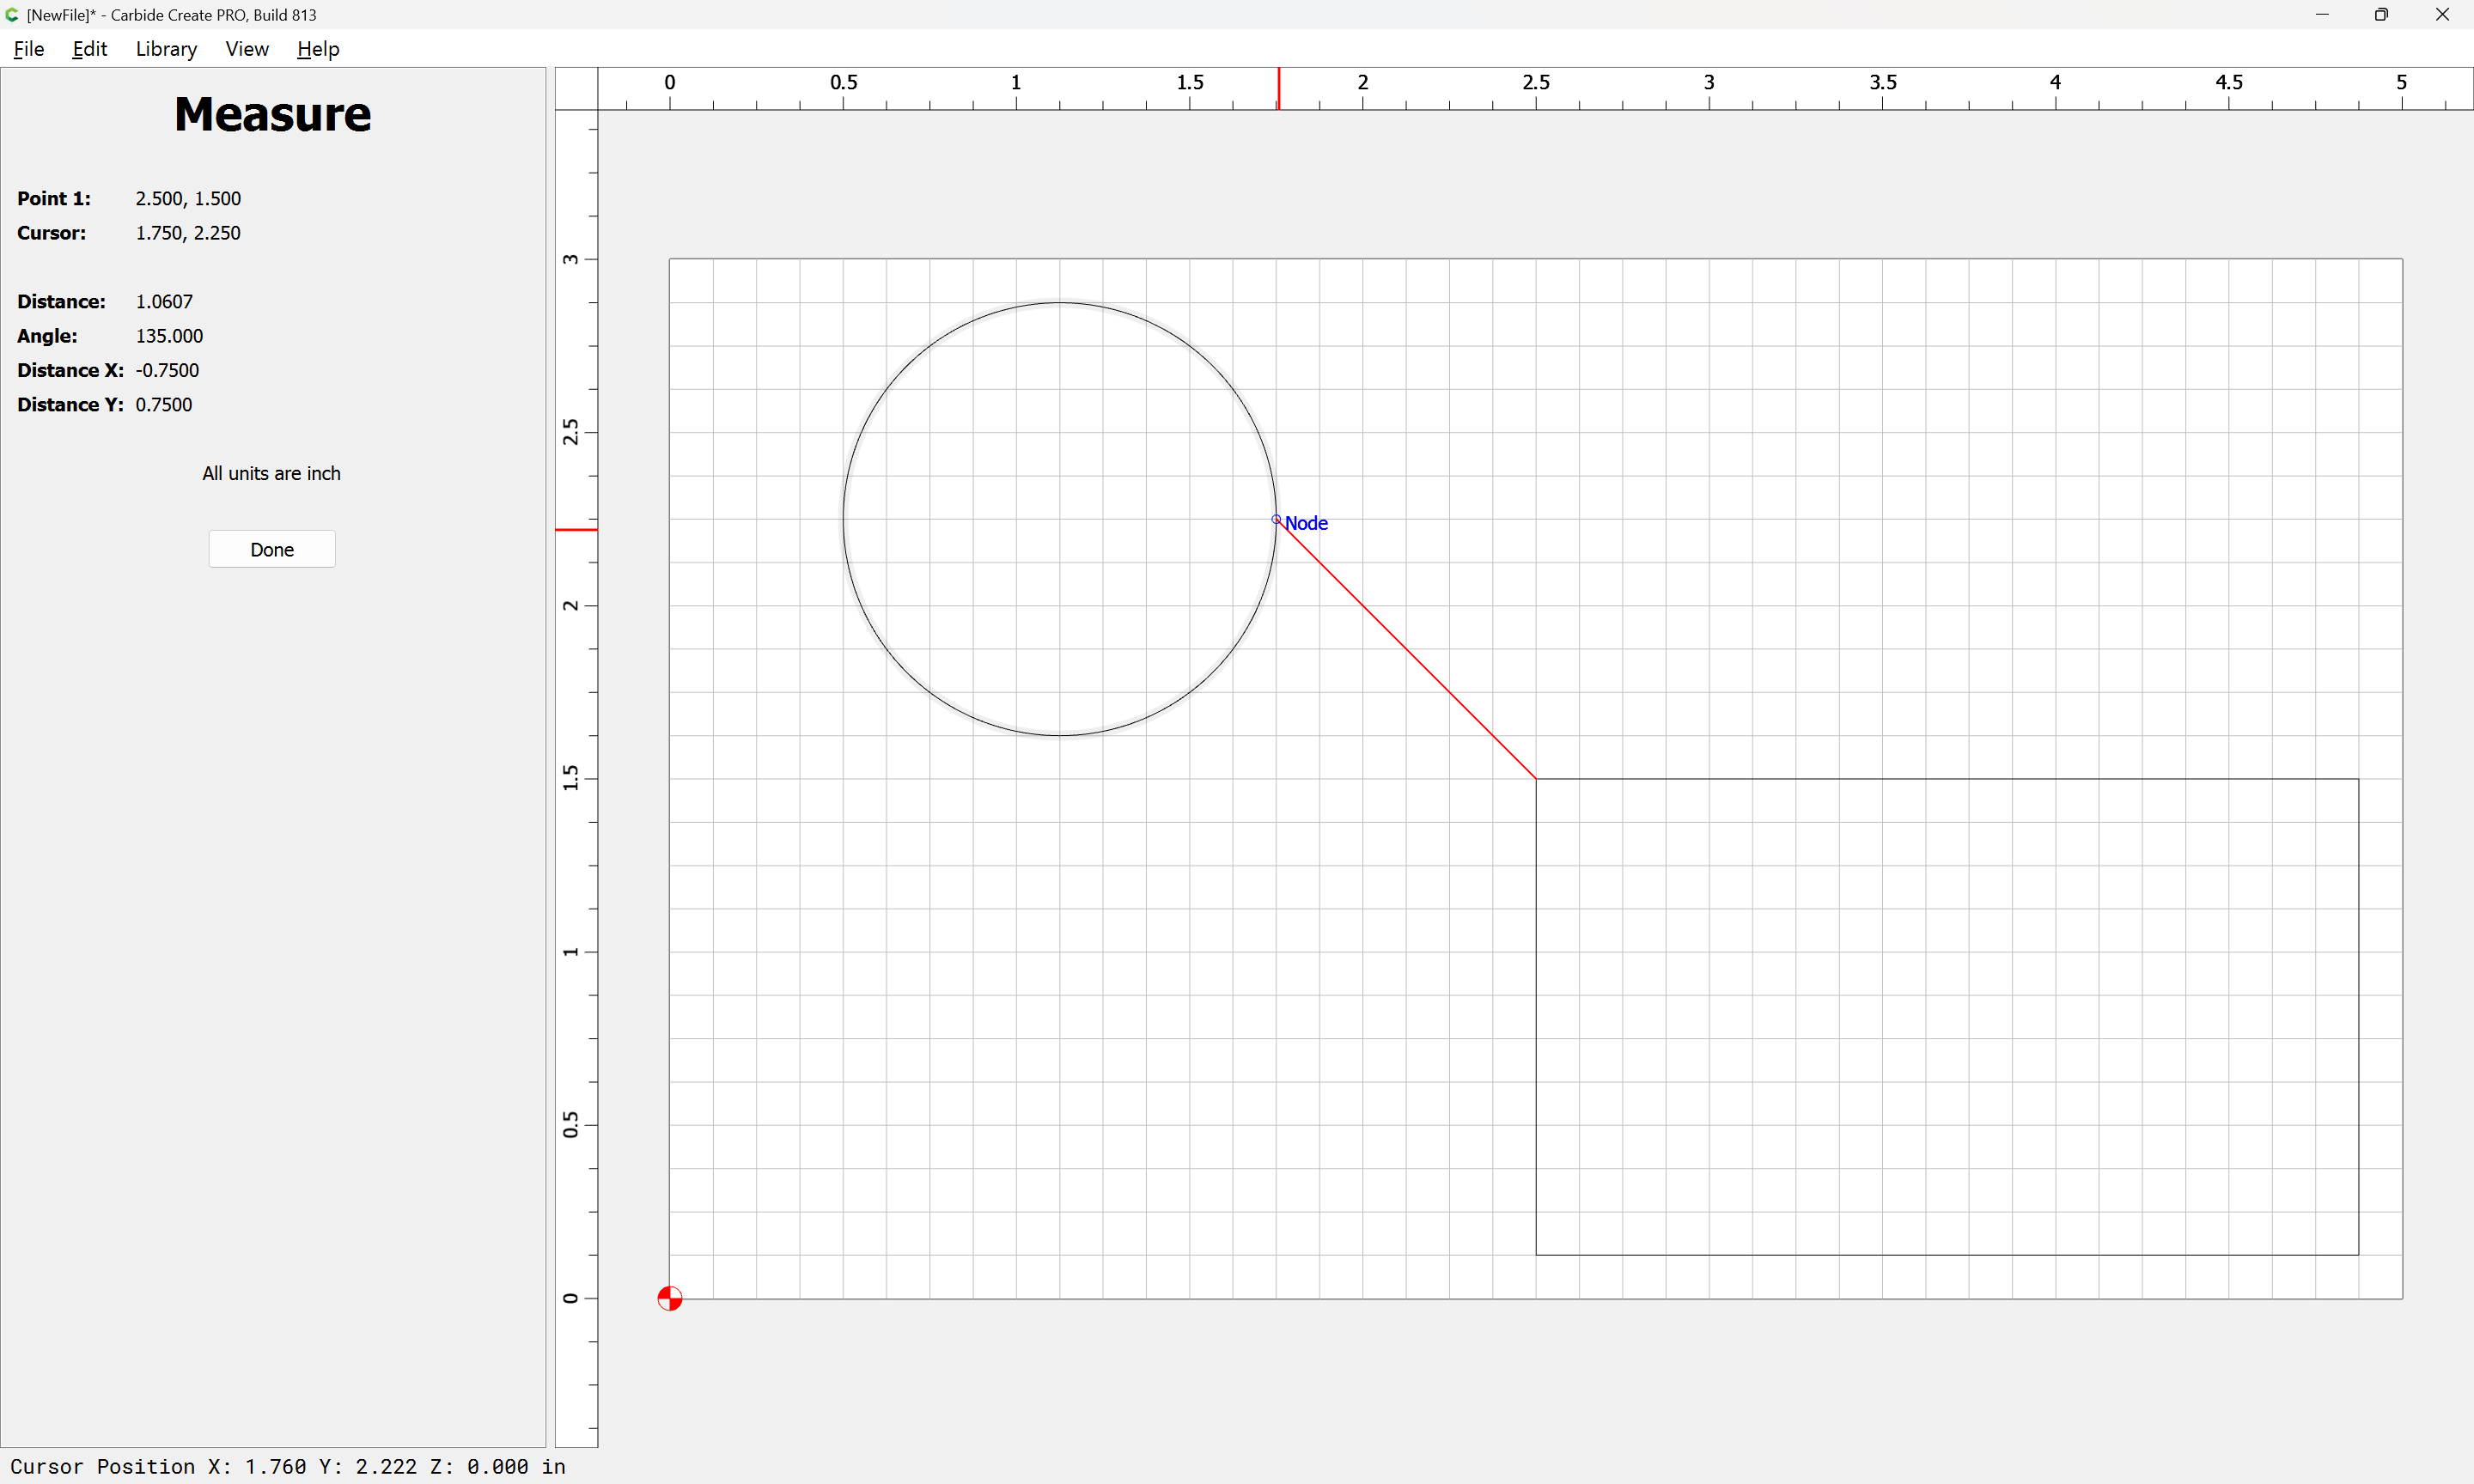 [NewFile]* - Carbide Create PRO, Build 813
File Edit Library View Help
Measure
Point 1: 2.500, 1.500
Cursor: 1.750, 2.250
Distance: 1.0607
Angle: 135.000
Distance X: -0.7500
Distance Y: 0.7500
All units are inch
Done
0 0.5 1 1.5 2 2.5 3 3.5 4 4.5 5
3
2.5
2
1.5
1
0.5
0
Node
Cursor Position X: 1.760 Y: 2.222 Z: 0.000 in